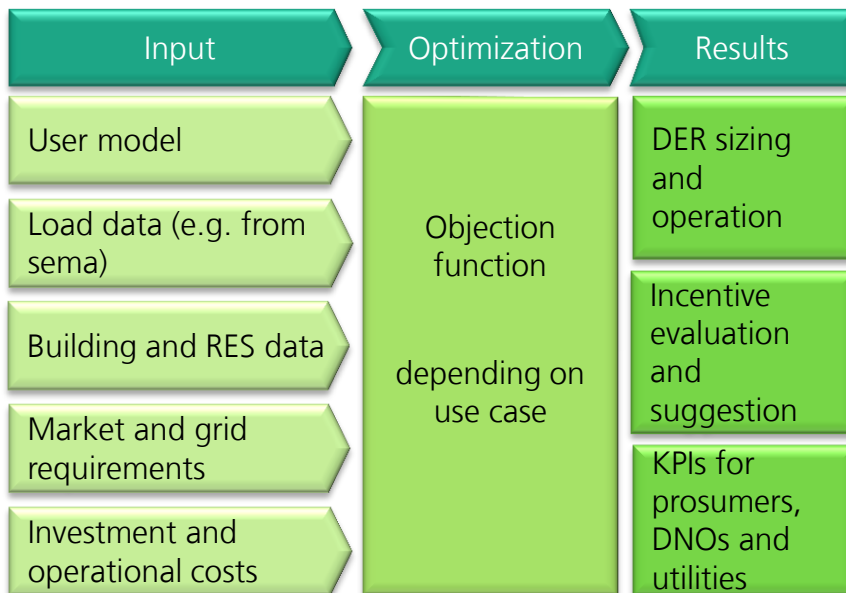 Input
Optimization
Results
User model
Load data (e.g. from
sema)
Building and RES data
Market and grid
requirements
Investment and
operational costs
Objection
function
depending on
use case
DER sizing
and
operation
Incentive
evaluation
and
suggestion
KPIs for
prosumers,
DNOs and
utilities